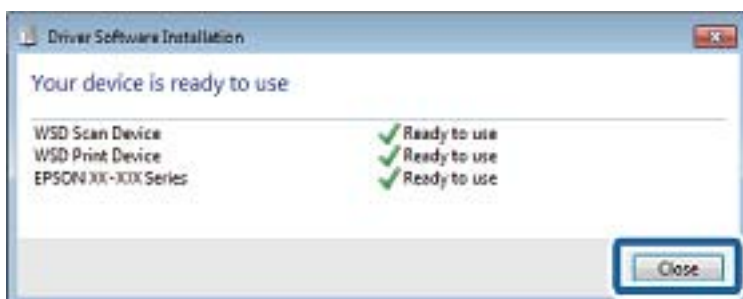 Driver Software Installation
Your device is ready to use
WSD Scan Device Ready to use
WSD Print Device Ready to use
EPSON XX-XXX Series Ready to use
Close